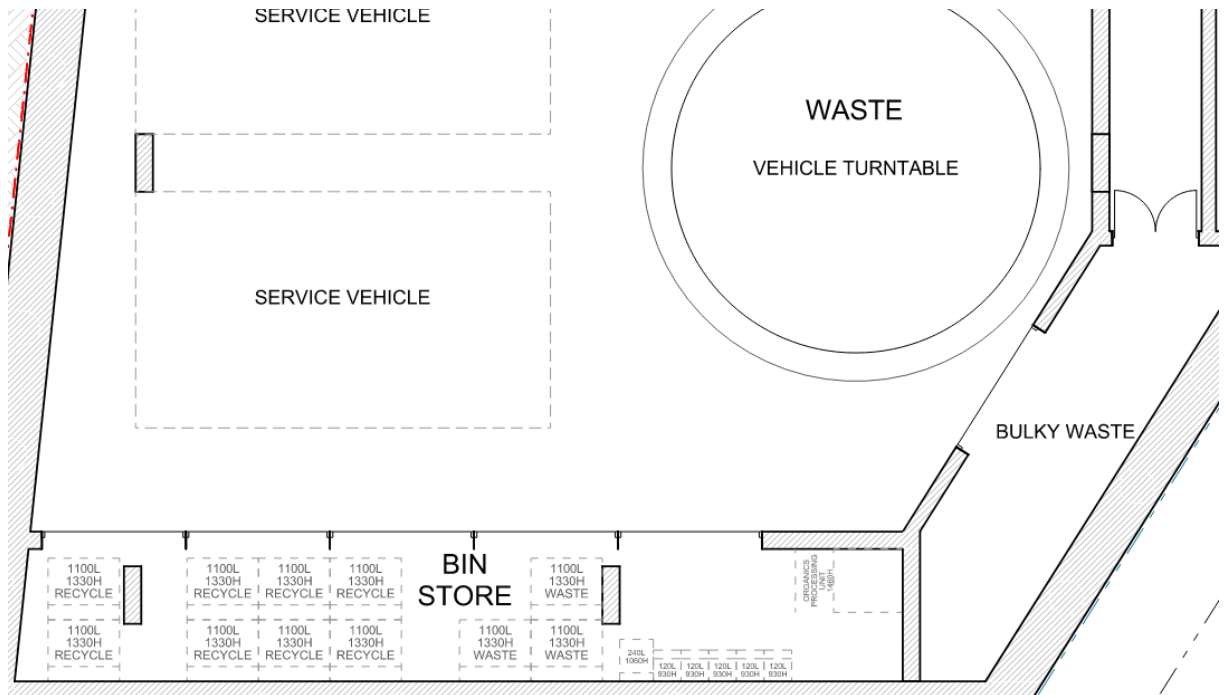 SERVICE VEHICLE
WASTE
VEHICLE TURNTABLE
SERVICE VEHICLE
BULKY WASTE
BIN
STORE
1100L
1330H
RECYCLE
1100L
1330H
RECYCLE
1100L
1330H
RECYCLE
1100L
1330H
RECYCLE
1100L
1330H
WASTE
ORGANICS
PROCESSING
UNIT
1460H
1100L
1330H
RECYCLE
1100L
1330H
RECYCLE
1100L
1330H
RECYCLE
1100L
1330H
RECYCLE
1100L
1330H
WASTE
1100L
1330H
WASTE
240L
1060H
120L
930H
120L
930H
120L
930H
120L
930H
120L
930H